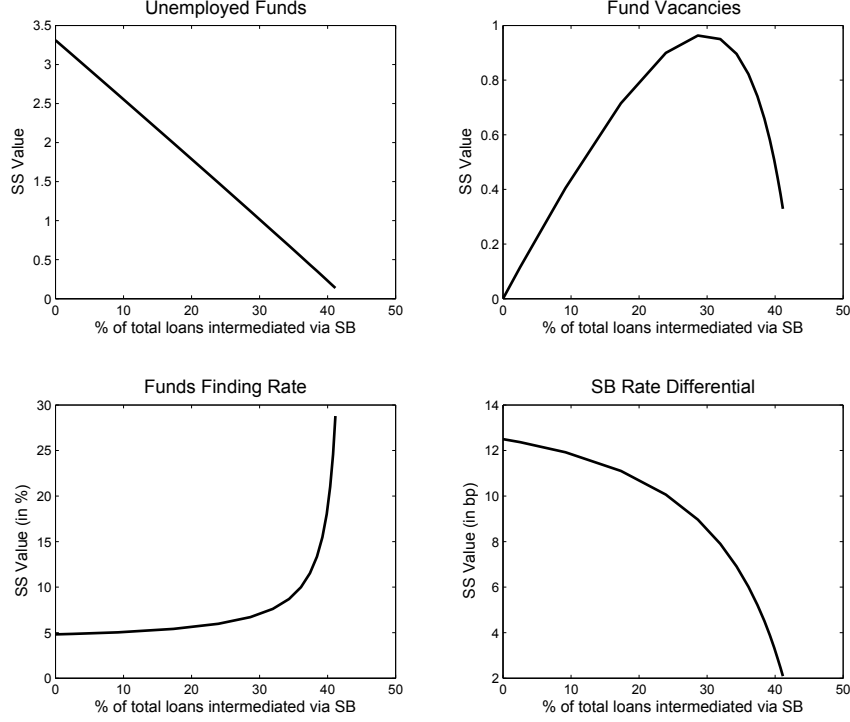 Unemployed Funds
3.5
3
2.5
2
1.5
1
0.5
0
SS Value
0 10 20 30 40 50
% of total loans intermediated via SB
Fund Vacancies
1
0.8
0.6
0.4
0.2
0
SS Value
0 10 20 30 40 50
% of total loans intermediated via SB
Funds Finding Rate
30
25
20
15
10
5
0
SS Value (in %)
0 10 20 30 40 50
% of total loans intermediated via SB
SB Rate Differential
14
12
10
8
6
4
2
SS Value (in bp)
0 10 20 30 40 50
% of total loans intermediated via SB